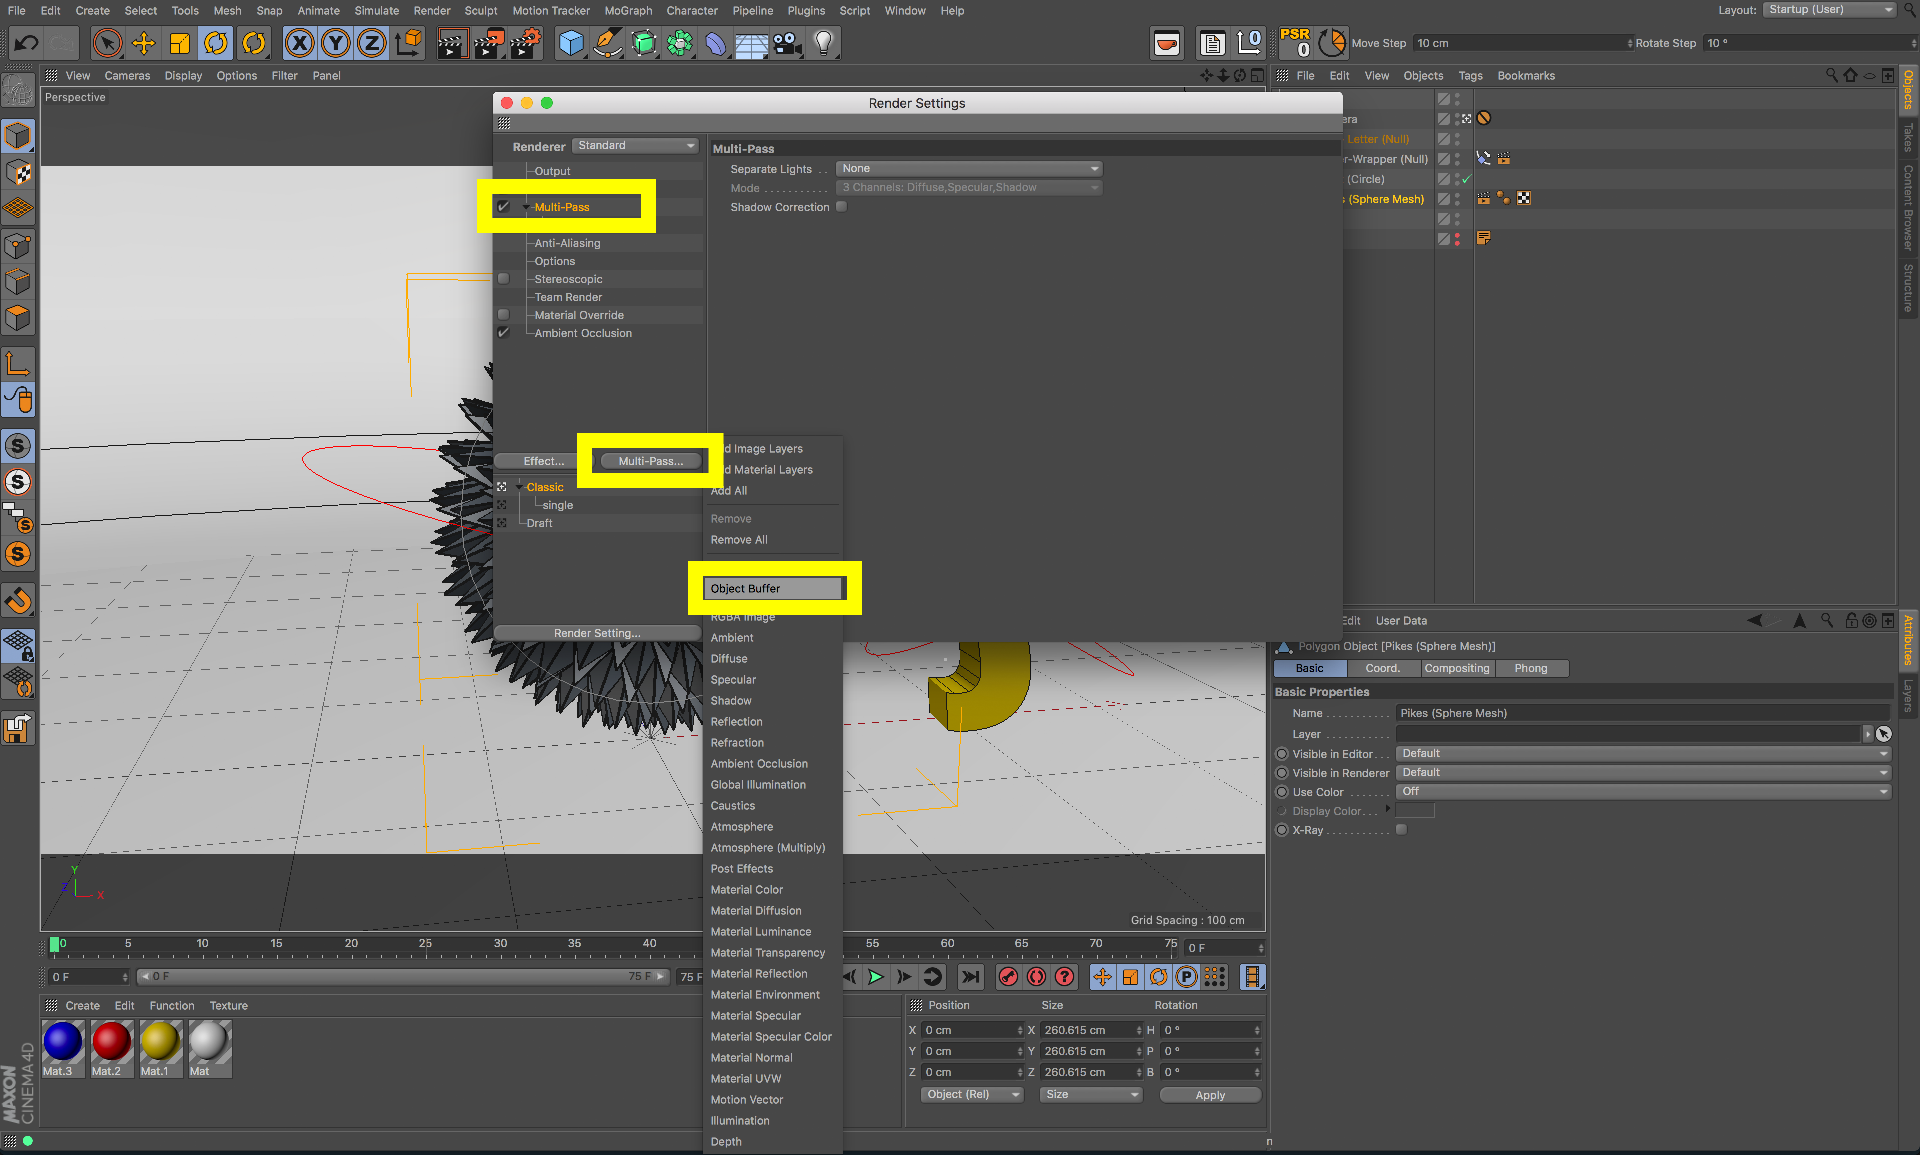 File Edit Create Select Tools Mesh Snap Animate Simulate Render Sculpt Motion Tracker MoGraph Character Pipeline Plugins Script Window Help
Layout: Startup (User)
X Y Z
PSR
0
0
Move Step 10 cm Rotate Step 10 °
View Cameras Display Options Filter Panel
File Edit View Objects Tags Bookmarks
Perspective
Render Settings
Renderer Standard
Output
Multi-Pass
Anti-Aliasing
Options
Stereoscopic
Team Render
Material Override
Ambient Occlusion
Multi-Pass
Separate Lights . . None
Mode . . . . . . . . . . . 3 Channels: Diffuse,Specular,Shadow
Shadow Correction
era
Letter (Null)
r-Wrapper (Null)
(Circle)
s (Sphere Mesh)
Objects
Takes
Content Browser
Structure
Effect... Multi-Pass...
Classic
single
Draft
Render Setting...
d Image Layers
d Material Layers
Add All
Remove
Remove All
Object Buffer
RGBA Image
Ambient
Diffuse
Specular
Shadow
Reflection
Refraction
Ambient Occlusion
Global Illumination
Caustics
Atmosphere
Atmosphere (Multiply)
Post Effects
Material Color
Material Diffusion
Material Luminance
Material Transparency
Material Reflection
Material Environment
Material Specular
Material Specular Color
Material Normal
Material UVW
Motion Vector
Illumination
Depth
S
S
S
S
Y
Z X
Grid Spacing : 100 cm
0 5 10 15 20 25 30 35 40 55 60 65 70 75 0 F
0 F 0 F 75 F 75 F
P
Create Edit Function Texture
Mat.3 Mat.2 Mat.1 Mat
MAXON
CINEMA 4D
Position Size Rotation
X 0 cm X 260.615 cm H 0 °
Y 0 cm Y 260.615 cm P 0 °
Z 0 cm Z 260.615 cm B 0 °
Object (Rel) Size Apply
dit User Data
Polygon Object [Pikes (Sphere Mesh)]
Basic Coord. Compositing Phong
Basic Properties
Name . . . . . . . . . . . Pikes (Sphere Mesh)
Layer . . . . . . . . . . .
Visible in Editor . . . Default
Visible in Renderer Default
Use Color . . . . . . . Off
Display Color . . .
X-Ray . . . . . . . . . . .
Attributes
Layers
n